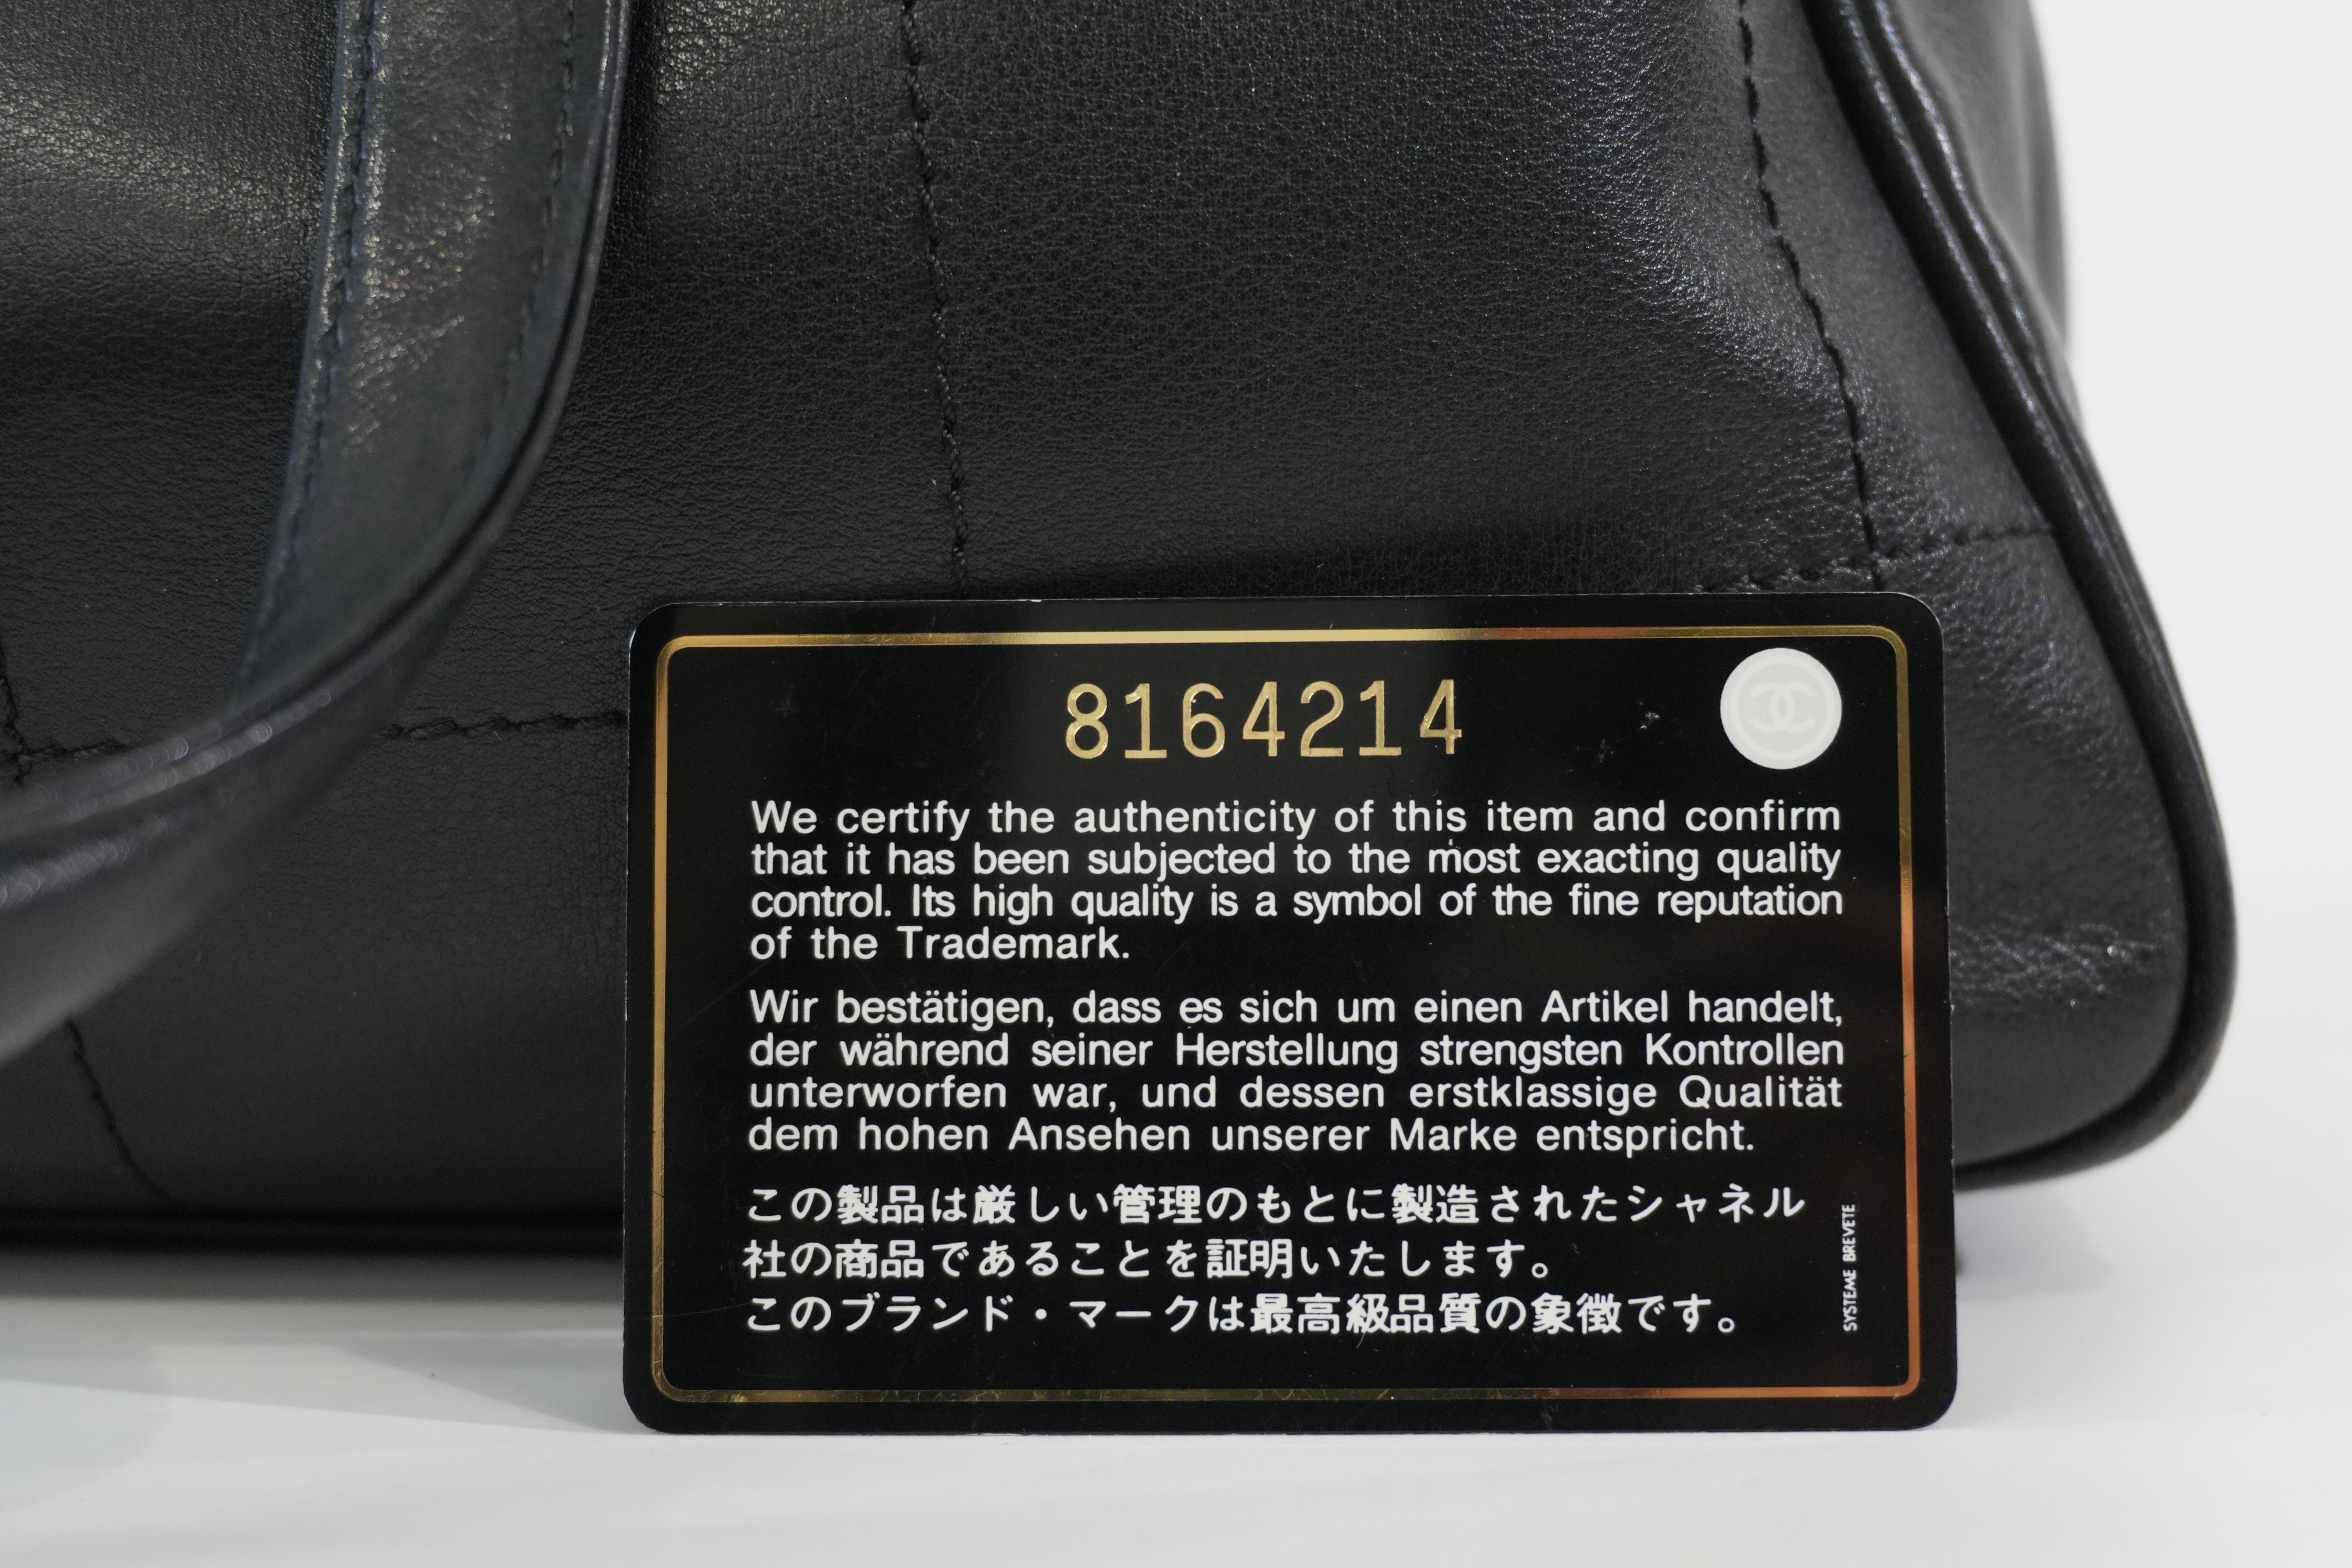 8164214
We certify the authenticity of this item and confirm
that it has been subjected to the most exacting quality
control. Its high quality is a symbol of the fine reputation
of the Trademark.
Wir bestätigen, dass es sich um einen Artikel handelt,
der während seiner Herstellung strengsten Kontrollen
unterworfen war, und dessen erstklassige Qualität
dem hohen Ansehen unserer Marke entspricht.
この製品は厳しい管理のもとに製造されたシャネル
社の商品であることを証明いたします。
このブランド・マークは最高級品質の象徴です。
SYSTEME BREVETE